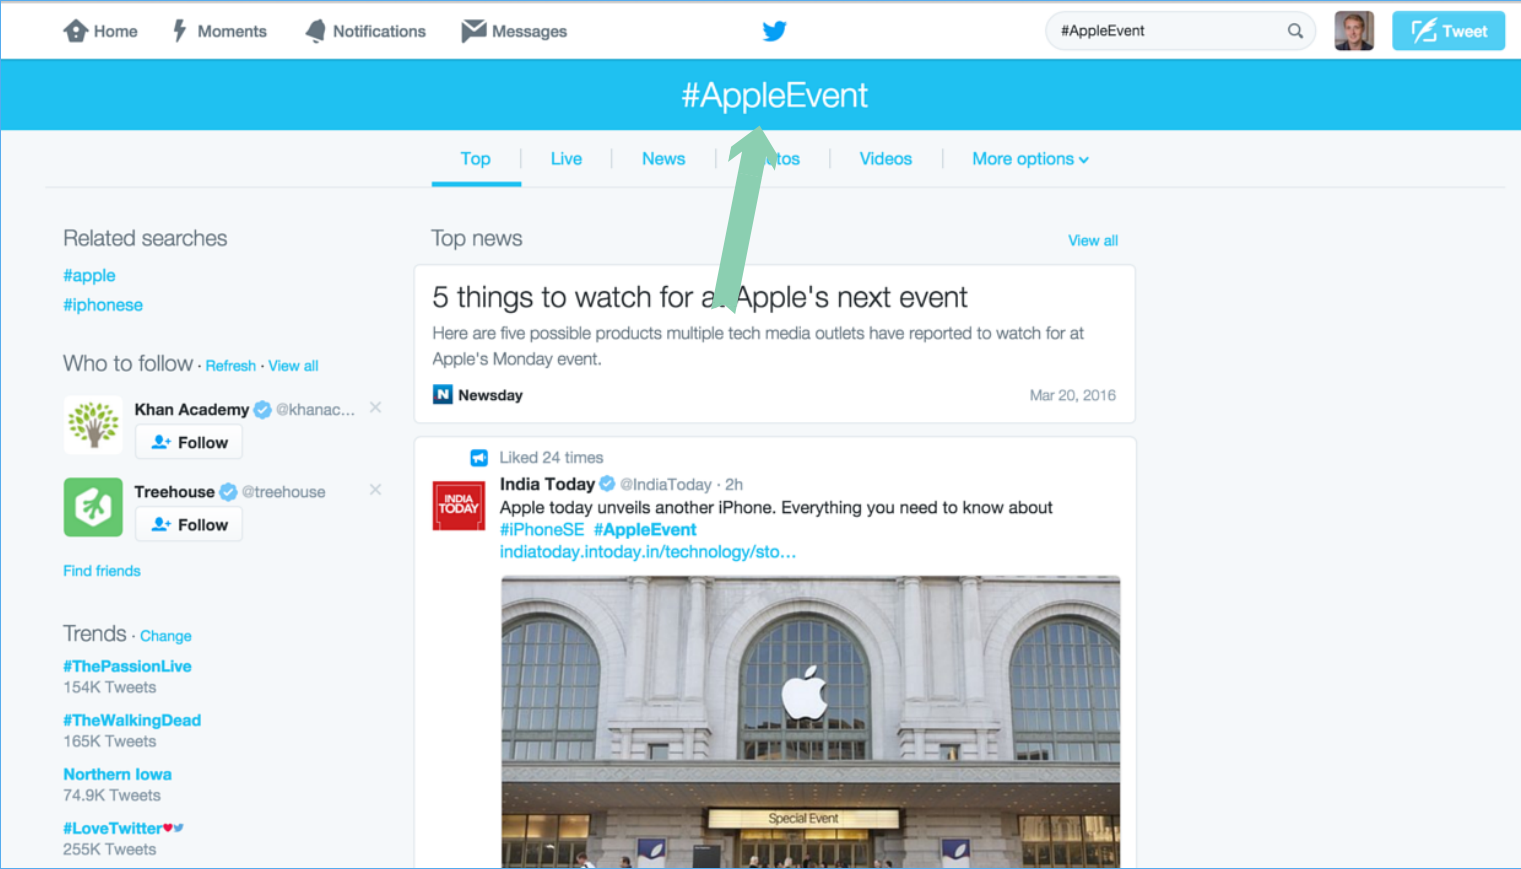 Home
Moments
Notifications
Messages
#AppleEvent
Tweet
#AppleEvent
Top
Live
News
Videos
More options
Related searches
#apple
#iphonese
Who to follow · Refresh · View all
Khan Academy @khanac...
Follow
Treehouse @treehouse
Follow
Find friends
Trends · Change
#ThePassionLive
154K Tweets
#TheWalkingDead
165K Tweets
Northern Iowa
74.9K Tweets
#LoveTwitter
255K Tweets
Top news
View all
5 things to watch for at Apple's next event
Here are five possible products multiple tech media outlets have reported to watch for at
Apple's Monday event.
N Newsday
Mar 20, 2016
Liked 24 times
India Today @IndiaToday · 2h
INDIA
TODAY
Apple today unveils another iPhone. Everything you need to know about
#iPhoneSE #AppleEvent
indiatoday.intoday.in/technology/sto...
Special Event